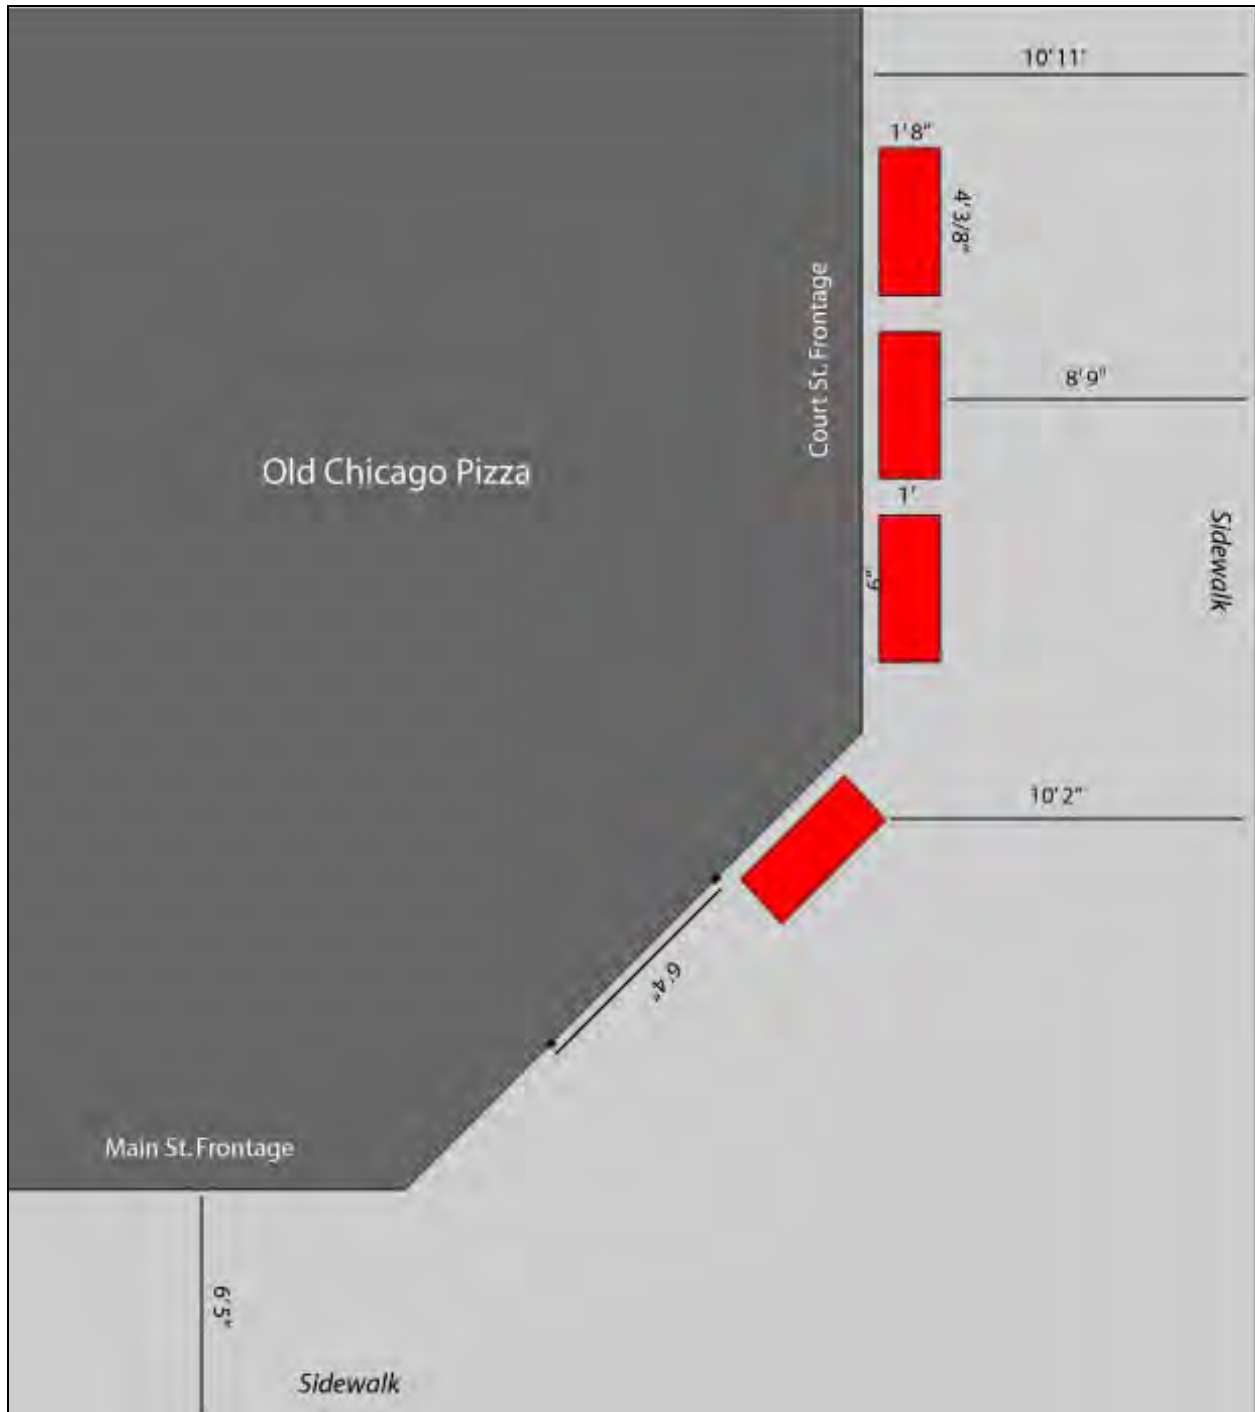 10'11'
1'8"
4'3/8"
Court St. Frontage
8'9"
Old Chicago Pizza
1'
Sidewalk
6"
10'2"
6'4"
Main St. Frontage
6'5"
Sidewalk